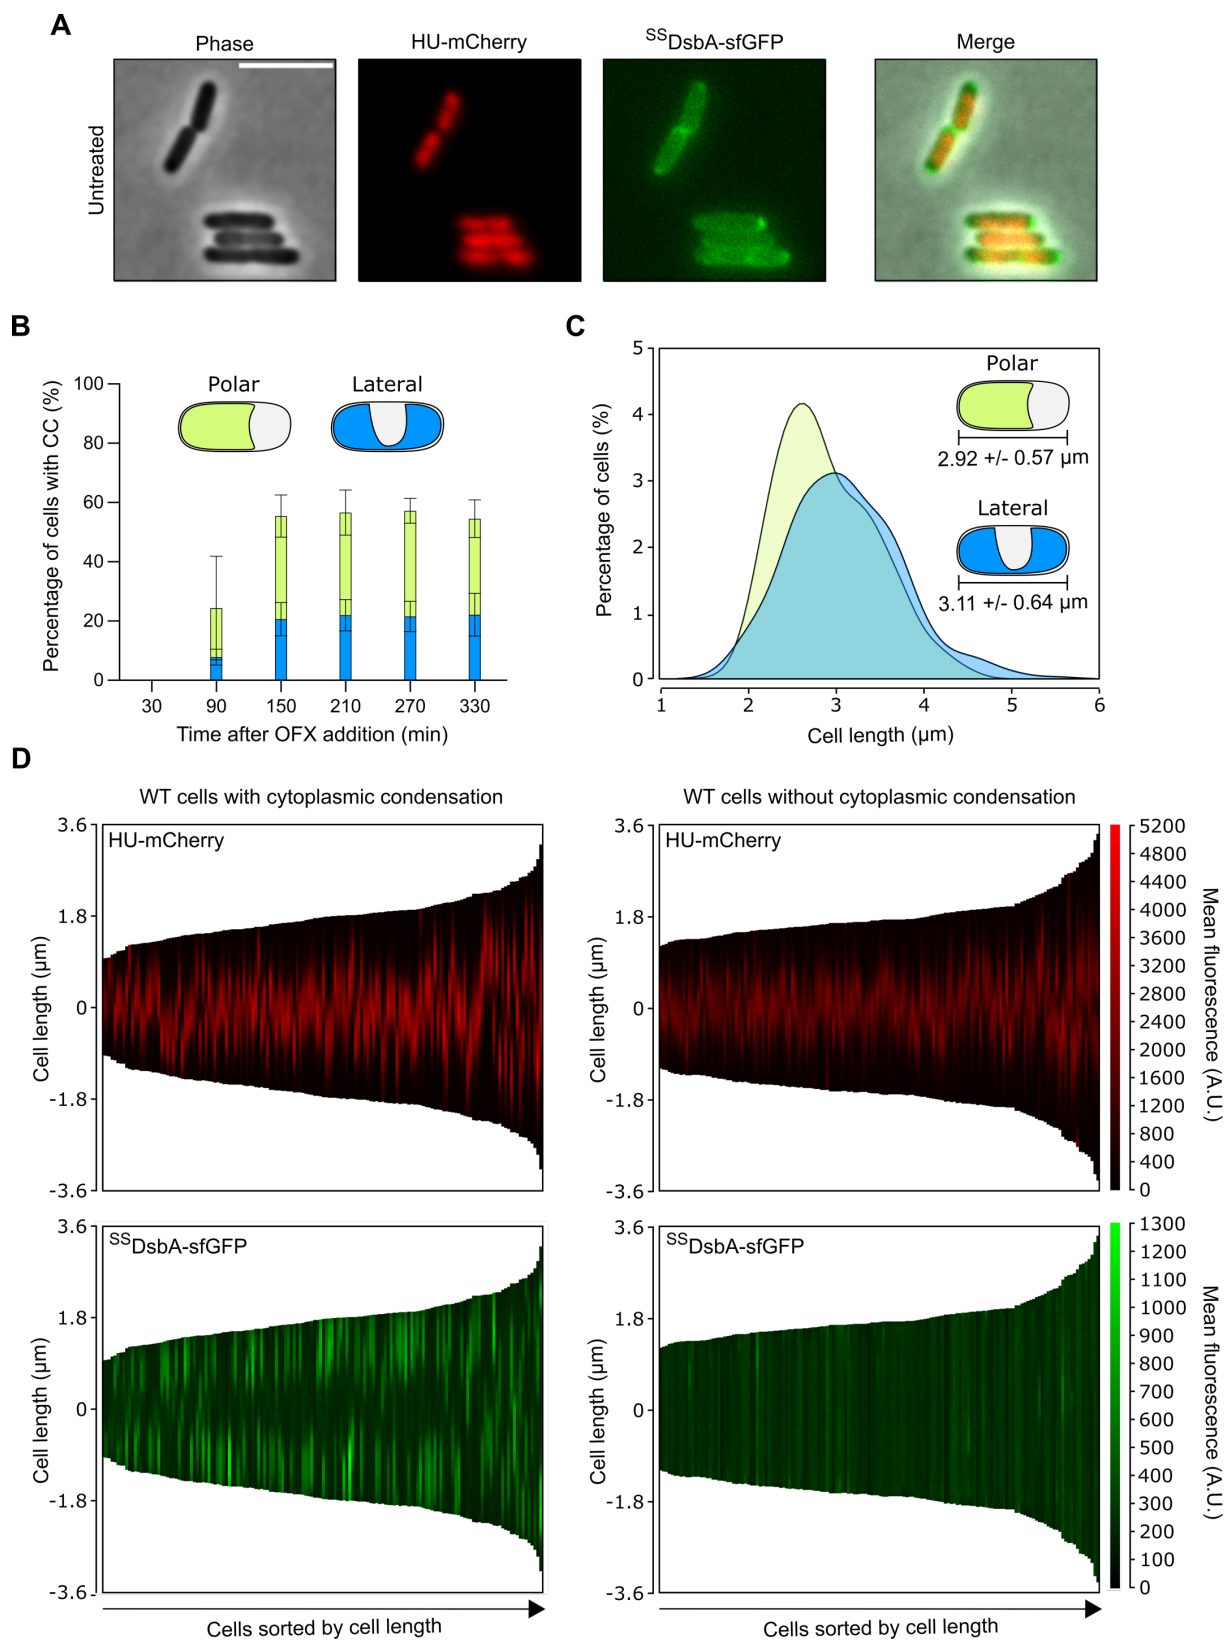 A
Phase
HU-mCherry
SSDsbA-sfGFP
Merge
Untreated
B
Percentage of cells with CC (%)
100
80
60
40
20
0
Polar
Lateral
30
90
150
210
270
330
Time after OFX addition (min)
C
Percentage of cells (%)
5
4
3
2
1
0
Polar
2.92 +/- 0.57 µm
Lateral
3.11 +/- 0.64 µm
1
2
3
4
5
6
Cell length (µm)
D
WT cells with cytoplasmic condensation
WT cells without cytoplasmic condensation
HU-mCherry
Cell length (µm)
3.6
1.8
0
-1.8
-3.6
HU-mCherry
Cell length (µm)
3.6
1.8
0
-1.8
-3.6
5200
4800
4400
4000
3600
3200
2800
2400
2000
1600
1200
800
400
0
Mean fluorescence (A.U.)
SSDsbA-sfGFP
Cell length (µm)
3.6
1.8
0
-1.8
-3.6
SSDsbA-sfGFP
Cell length (µm)
3.6
1.8
0
-1.8
-3.6
1300
1200
1100
1000
900
800
700
600
500
400
300
200
100
0
Mean fluorescence (A.U.)
Cells sorted by cell length
Cells sorted by cell length